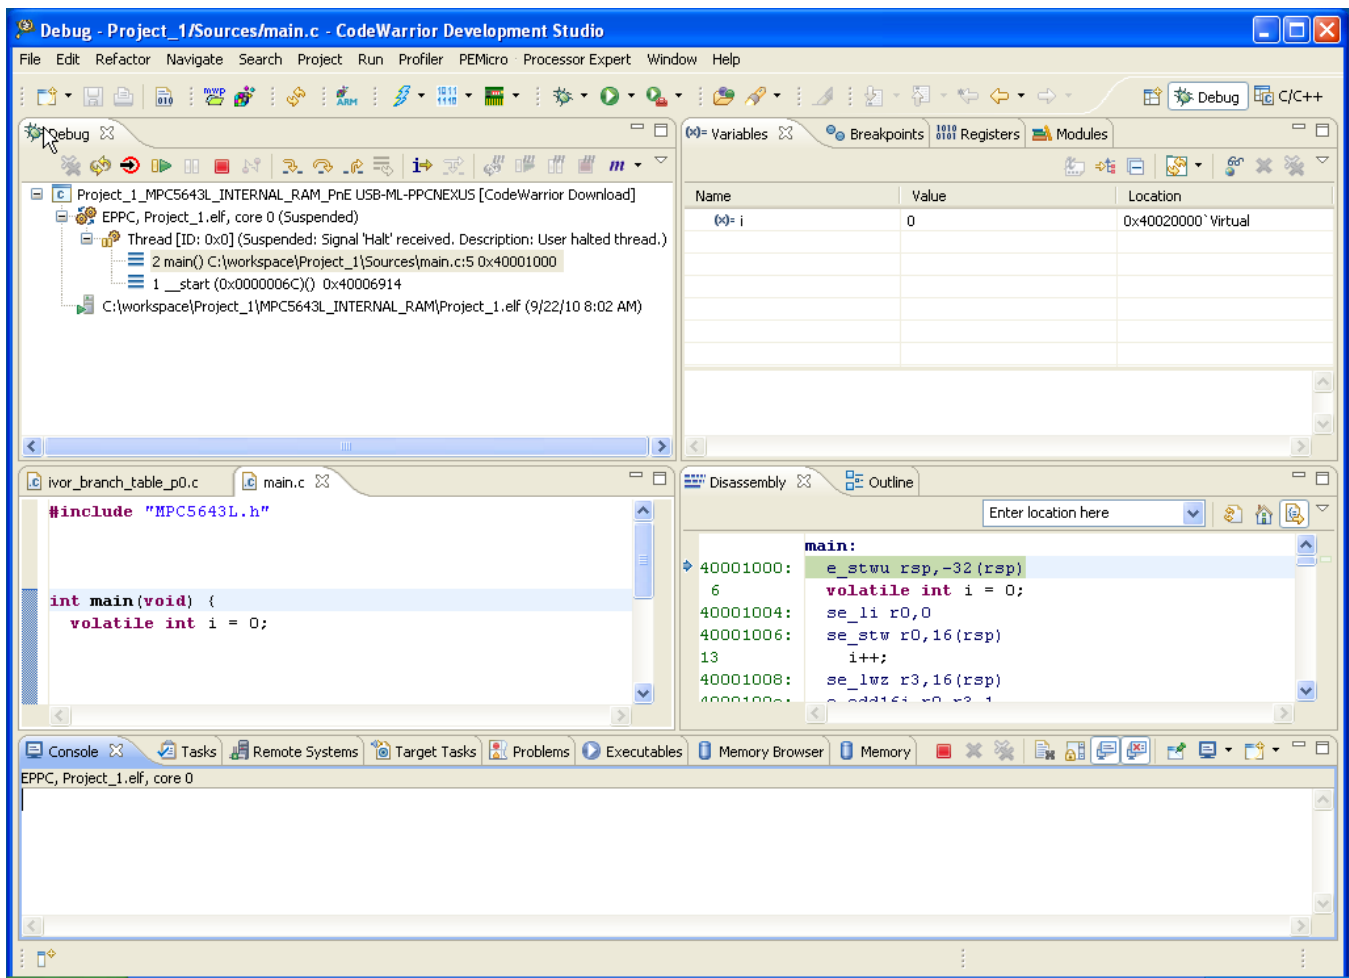 Debug - Project_1/Sources/main.c - CodeWarrior Development Studio
File Edit Refactor Navigate Search Project Run Profiler PEMicro Processor Expert Window Help
Debug C/C++
Debug
(x)= Variables Breakpoints Registers Modules
Project_1_MPC5643L_INTERNAL_RAM_PnE USB-ML-PPCNEXUS [CodeWarrior Download]
EPPC, Project_1.elf, core 0 (Suspended)
Thread [ID: 0x0] (Suspended: Signal 'Halt' received. Description: User halted thread.)
2 main() C:\workspace\Project_1\Sources\main.c:5 0x40001000
1 __start (0x0000006C)() 0x40006914
C:\workspace\Project_1\MPC5643L_INTERNAL_RAM\Project_1.elf (9/22/10 8:02 AM)
Name Value Location
(x)= i 0 0x40020000`Virtual
ivor_branch_table_p0.c main.c
#include "MPC5643L.h"
int main(void) {
volatile int i = 0;
Disassembly Outline
Enter location here
main:
40001000: e_stwu rsp,-32(rsp)
6 volatile int i = 0;
40001004: se_li r0,0
40001006: se_stw r0,16(rsp)
13 i++;
40001008: se_lwz r3,16(rsp)
Console Tasks Remote Systems Target Tasks Problems Executables Memory Browser Memory
EPPC, Project_1.elf, core 0